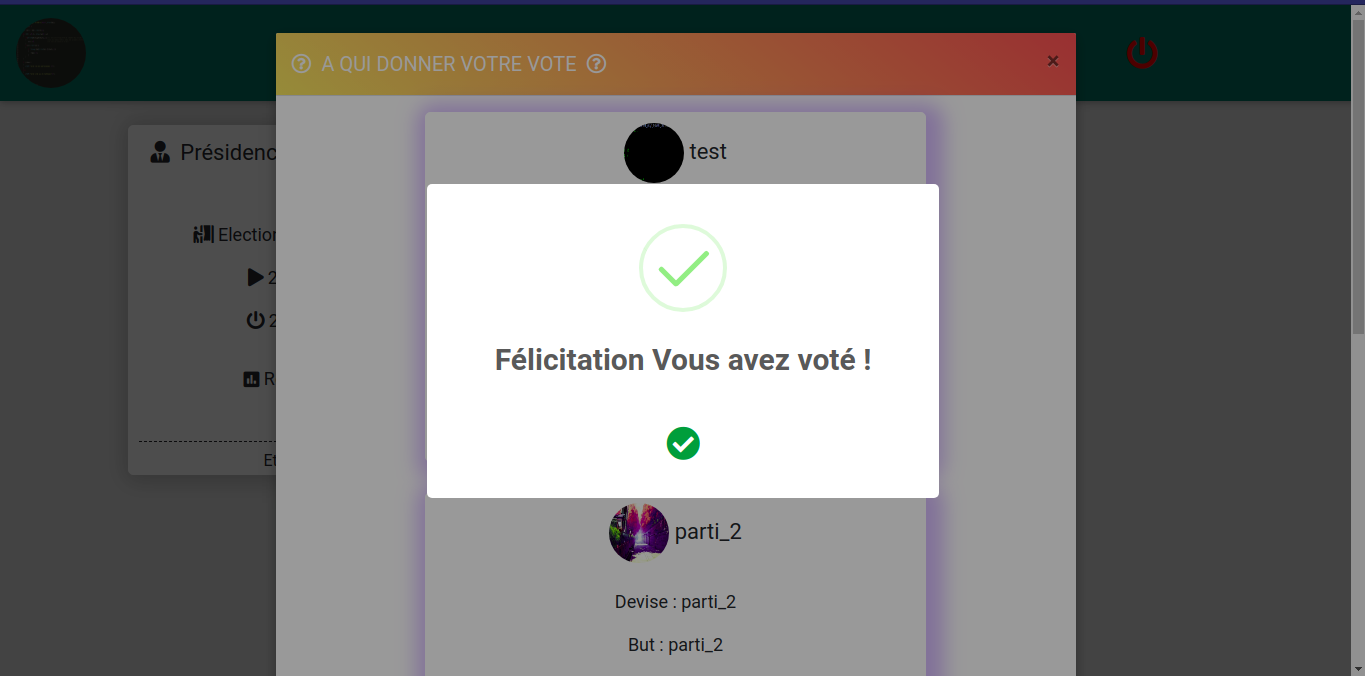 A QUI DONNER VOTRE VOTE
×
test
Présidenc
Election
2
2
R
Et
Félicitation Vous avez voté !
parti_2
Devise : parti_2
But : parti_2